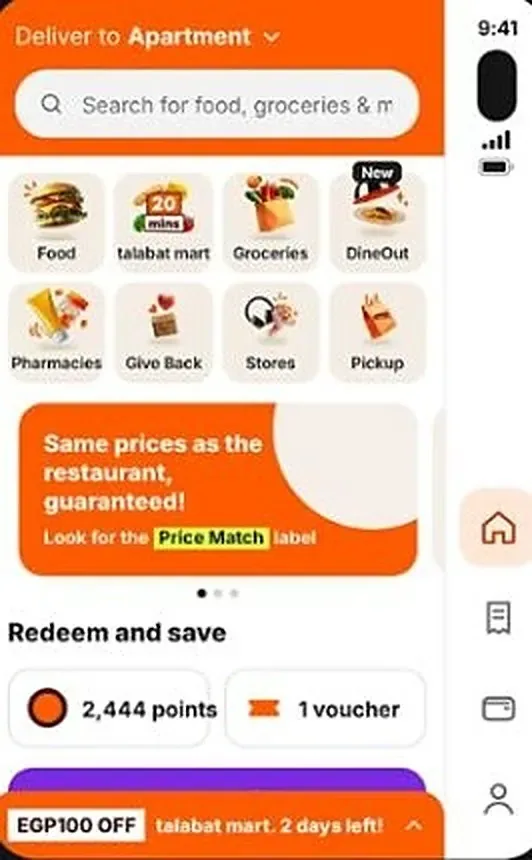 Deliver to Apartment
9:41
Search for food, groceries & m
New
20
mins
Food
talabat mart
Groceries
DineOut
Pharmacies
Give Back
Stores
Pickup
Same prices as the
restaurant,
guaranteed!
Look for the Price Match label
Redeem and save
2,444 points
1 voucher
EGP100 OFF talabat mart. 2 days left!